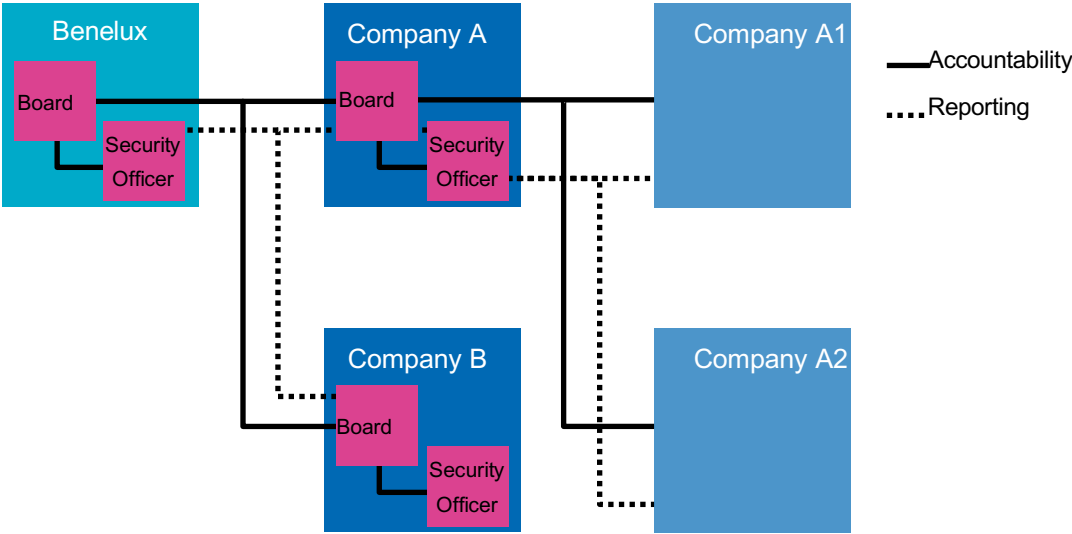 Benelux
Board
Security
Officer
Company A
Board
Security
Officer
Company A1
Accountability
Reporting
Company B
Board
Security
Officer
Company A2